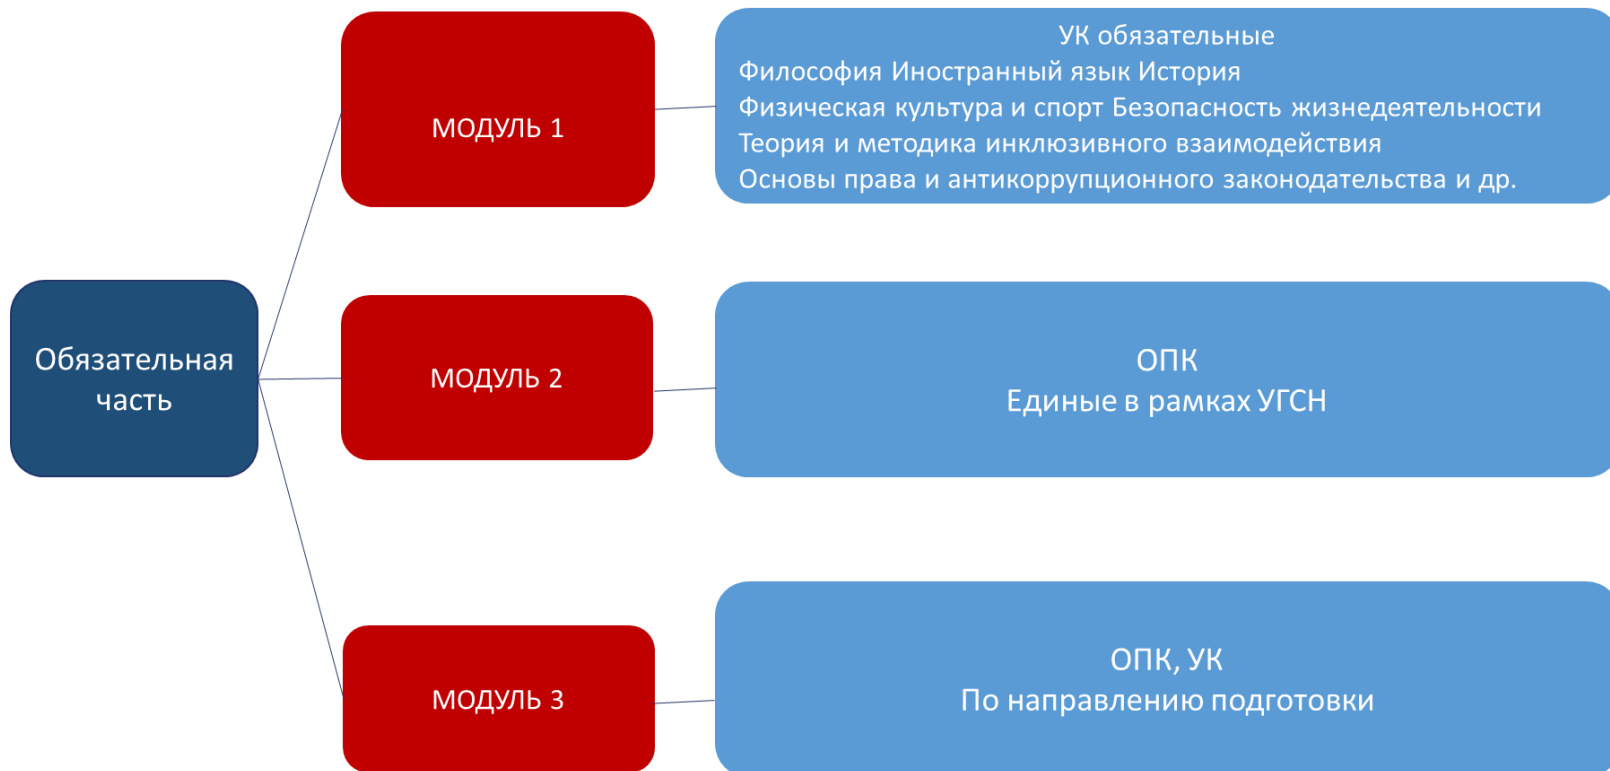 Обязательная
часть
МОДУЛЬ 1
УК обязательные
Философия Иностранный язык История
Физическая культура и спорт Безопасность жизнедеятельности
Теория и методика инклюзивного взаимодействия
Основы права и антикоррупционного законодательства и др.
МОДУЛЬ 2
ОПК
Единые в рамках УГСН
МОДУЛЬ 3
ОПК, УК
По направлению подготовки